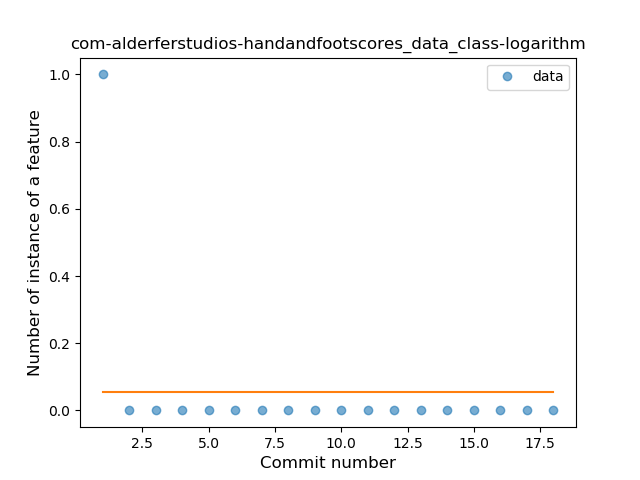 com-alderferstudios-handandfootscores_data_class-logarithm
data
Number of instance of a feature
1.0
0.8
0.6
0.4
0.2
0.0
2.5 5.0 7.5 10.0 12.5 15.0 17.5
Commit number